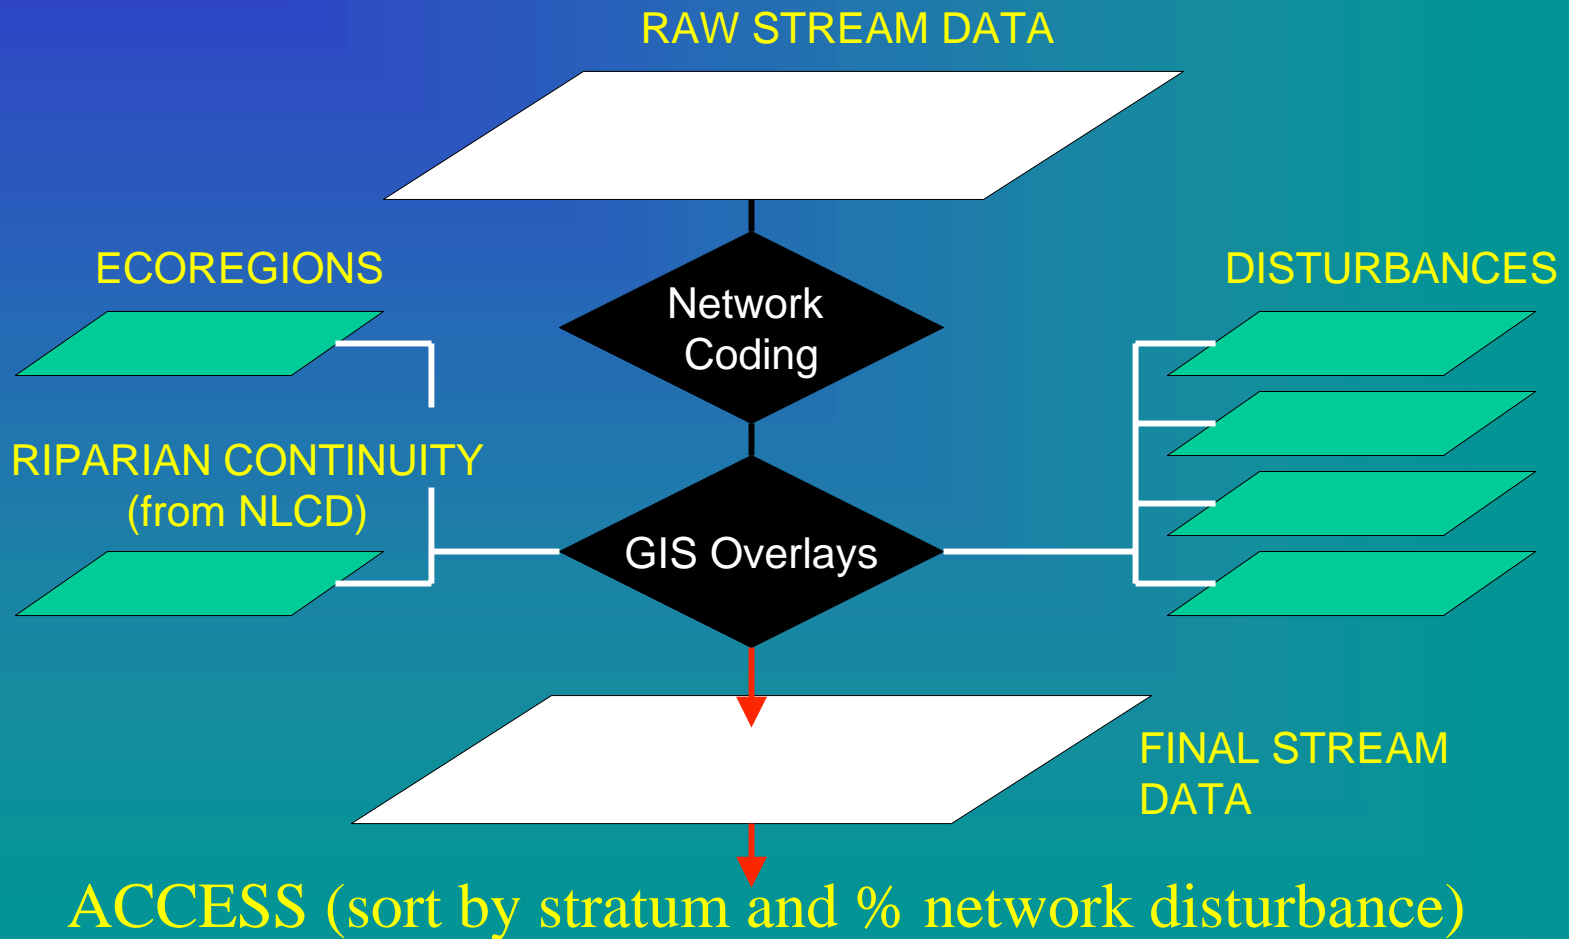 RAW STREAM DATA
ECOREGIONS
DISTURBANCES
Network
Coding
RIPARIAN CONTINUITY
(from NLCD)
GIS Overlays
FINAL STREAM
DATA
ACCESS (sort by stratum and % network disturbance)